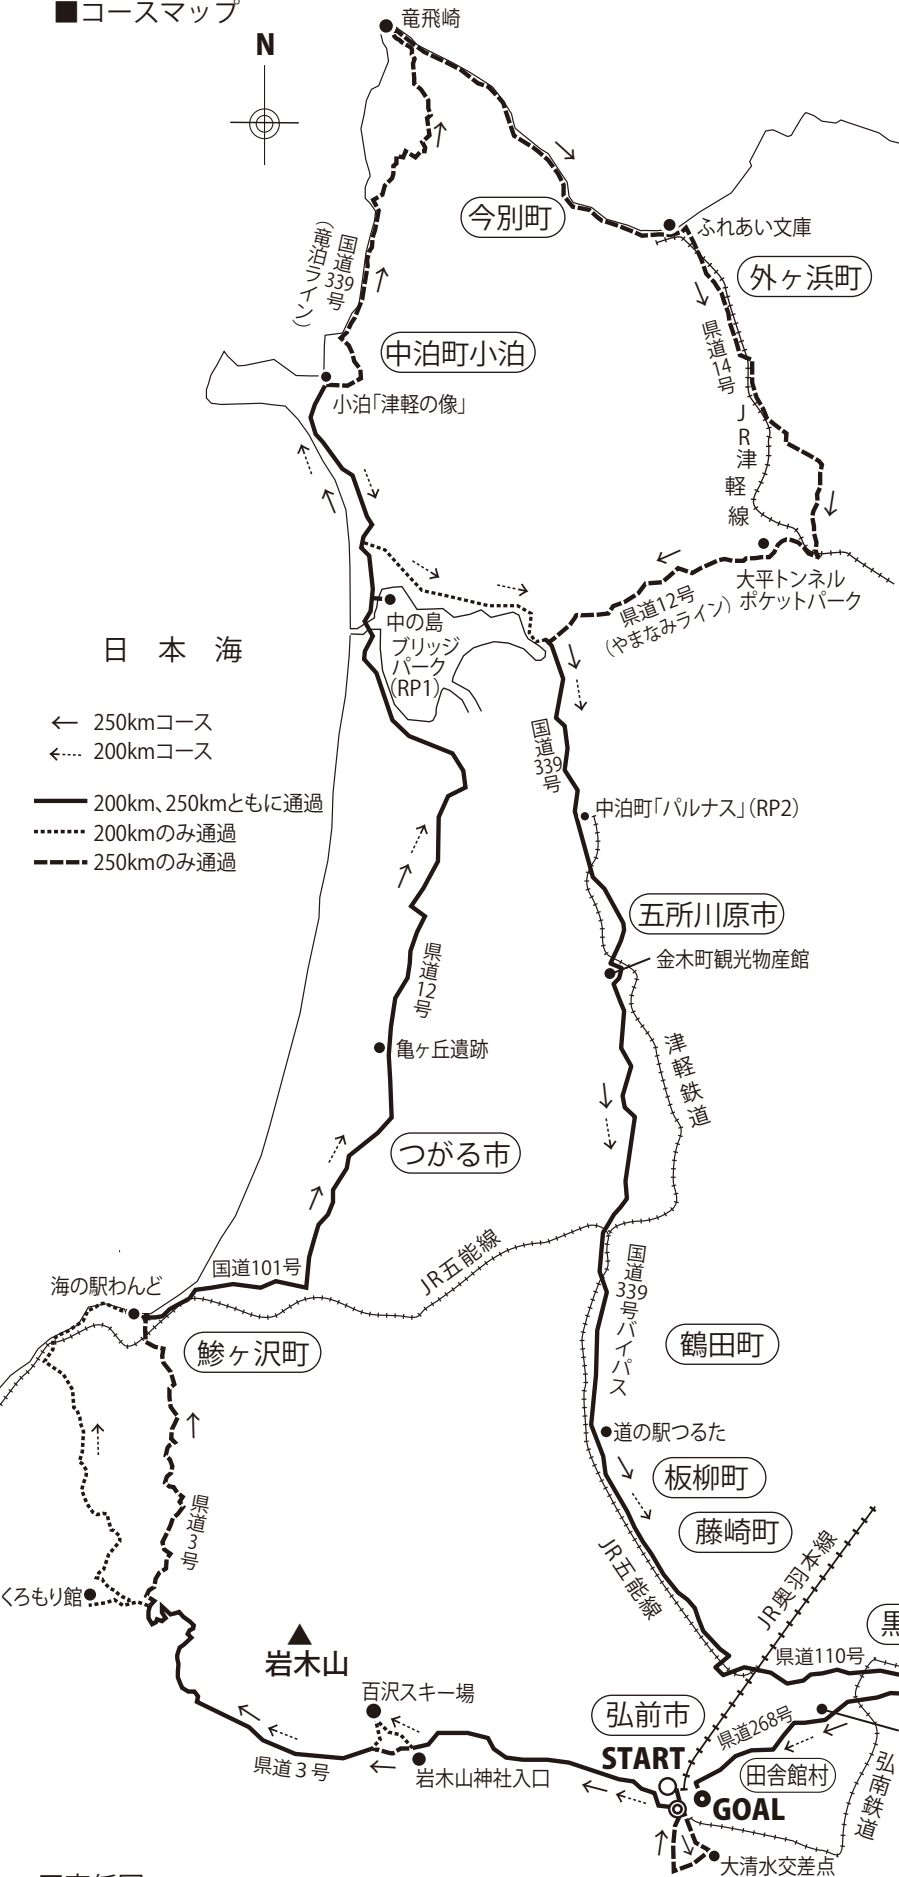 ■コースマップ
竜飛崎
N
今別町
ふれあい文庫
外ヶ浜町
国道339号
(竜泊ライン)
中泊町小泊
県道14号
小泊「津軽の像」
JR津軽線
大平トンネル
ポケットパーク
県道12号
(やまなみライン)
中の島
ブリッジ
パーク
(RP1)
日本海
250kmコース
200kmコース
200km、250kmともに通過
200kmのみ通過
250kmのみ通過
国道339号
中泊町「パルナス」(RP2)
五所川原市
金木町観光物産館
県道12号
亀ヶ丘遺跡
津軽鉄道
つがる市
JR五能線
国道101号
海の駅わんど
鰺ヶ沢町
国道339号バイパス
鶴田町
道の駅つるた
板柳町
藤崎町
県道3号
JR五能線
JR奥羽本線
くろもり館
岩木山
県道110号
百沢スキー場
弘前市
県道268号
START
県道3号
岩木山神社入口
田舎館村
GOAL
弘南鉄道
大清水交差点